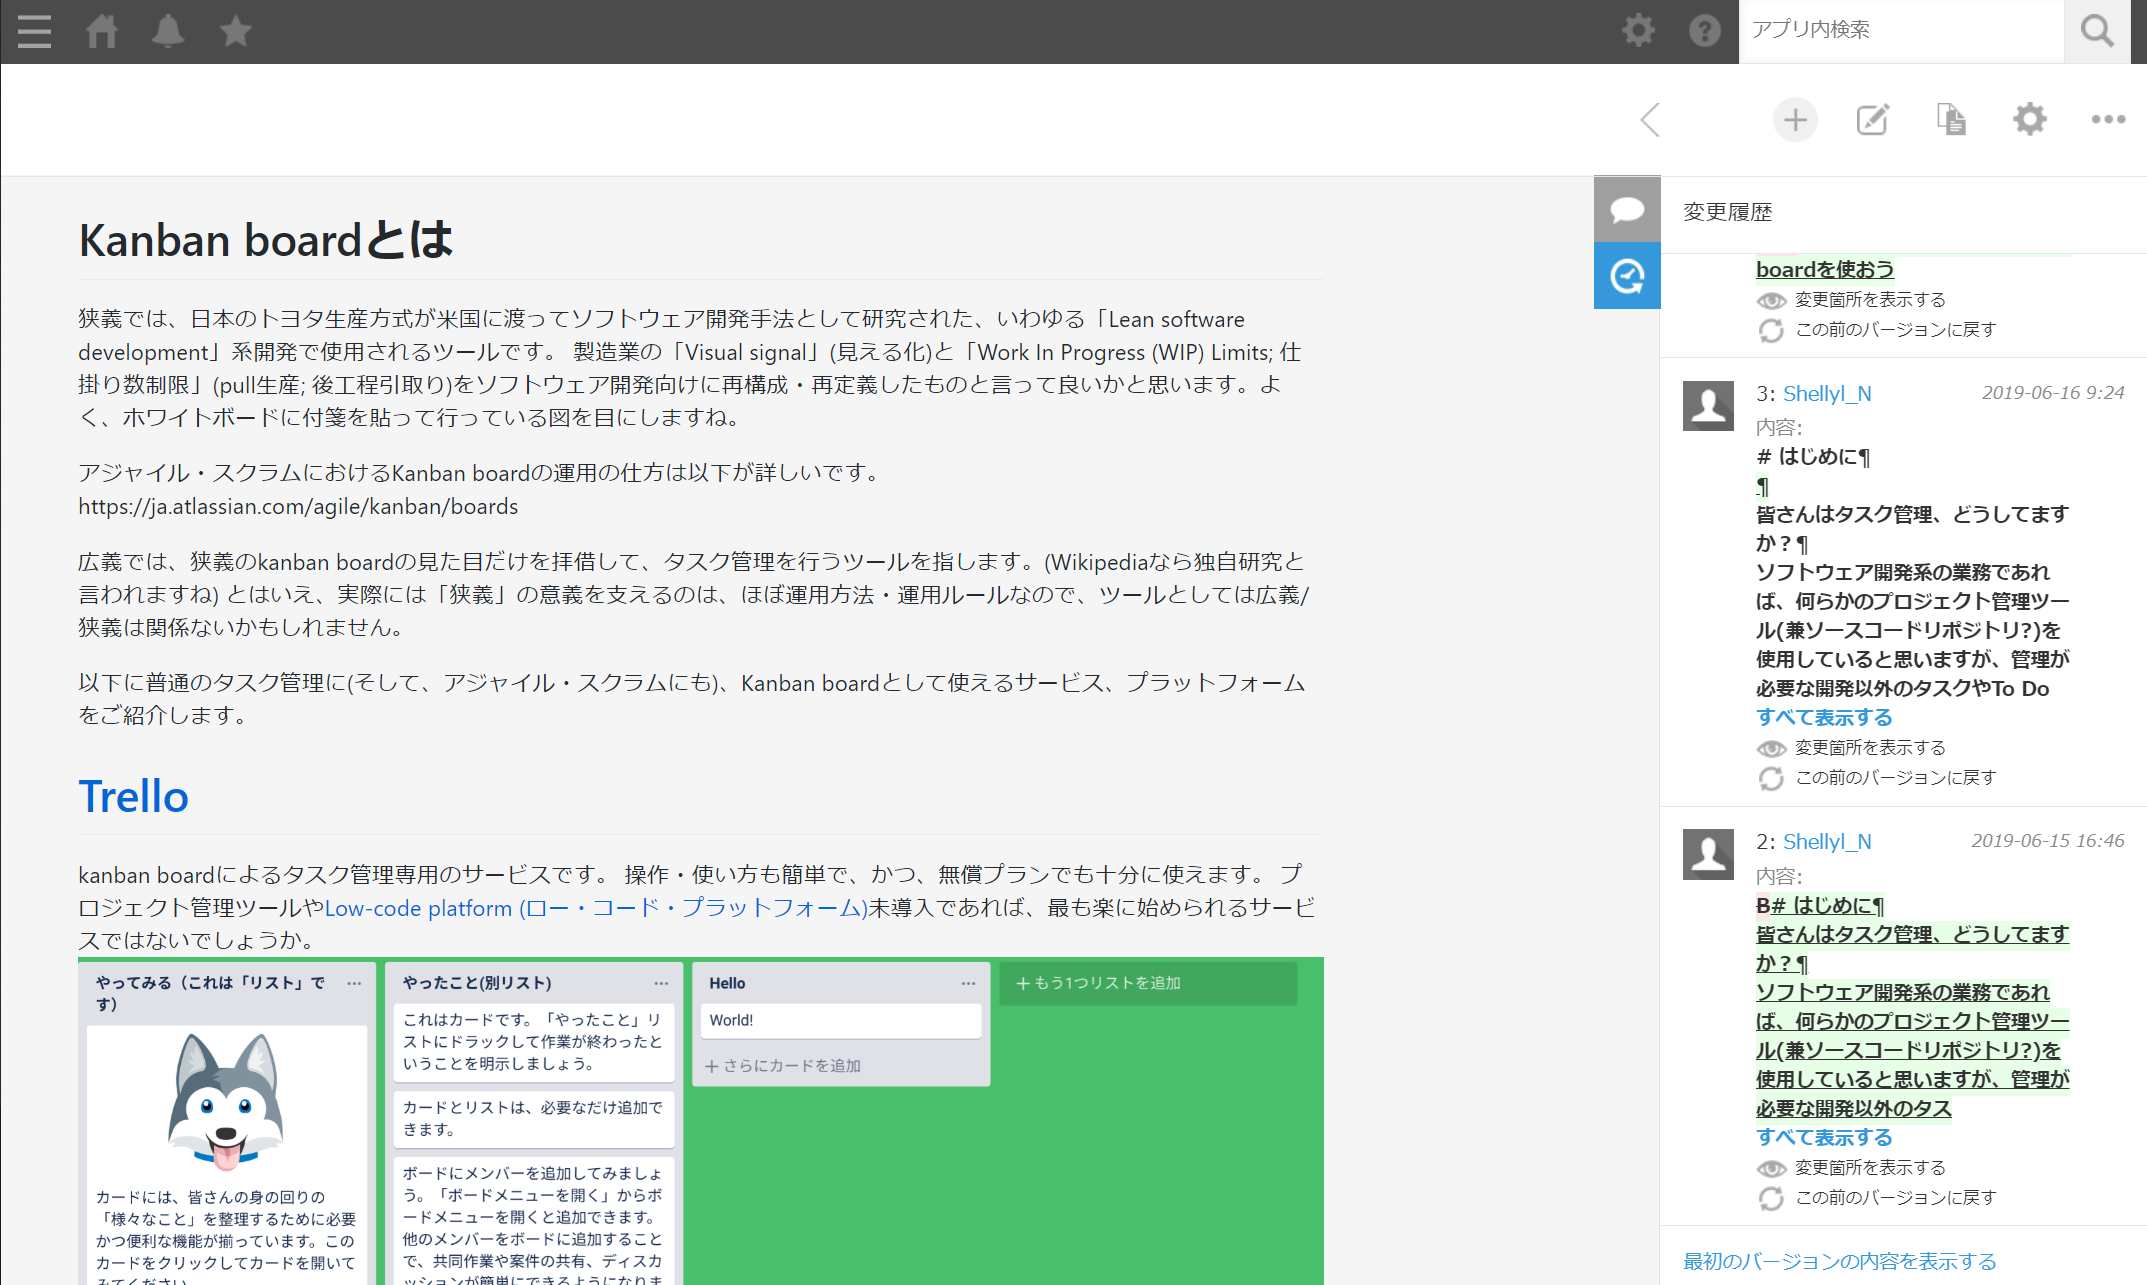 アプリ内検索
Kanban boardとは
狭義では、日本のトヨタ生産方式が米国に渡ってソフトウェア開発手法として研究された、いわゆる「Lean software
development」系開発で使用されるツールです。 製造業の「Visual signal」(見える化)と「Work In Progress (WIP) Limits; 仕
掛り数制限」(pull生産; 後工程引取り)をソフトウェア開発向けに再構成・再定義したものと言って良いかと思います。よ
く、ホワイトボードに付箋を貼って行っている図を目にしますね。
アジャイル・スクラムにおけるKanban boardの運用の仕方は以下が詳しいです。
https://ja.atlassian.com/agile/kanban/boards
広義では、狭義のkanban boardの見た目だけを拝借して、タスク管理を行うツールを指します。(Wikipediaなら独自研究と
言われますね) とはいえ、実際には「狭義」の意義を支えるのは、ほぼ運用方法・運用ルールなので、ツールとしては広義/
狭義は関係ないかもしれません。
以下に普通のタスク管理に(そして、アジャイル・スクラムにも)、Kanban boardとして使えるサービス、プラットフォーム
をご紹介します。
Trello
kanban boardによるタスク管理専用のサービスです。 操作・使い方も簡単で、かつ、無償プランでも十分に使えます。 プ
ロジェクト管理ツールやLow-code platform (ロー・コード・プラットフォーム)未導入であれば、最も楽に始められるサービ
スではないでしょうか。
やってみる（これは「リスト」で
す）
カードには、皆さんの身の回りの
「様々なこと」を整理するために必要
かつ便利な機能が揃っています。この
カードをクリックしてカードを開いて
みてください
やったこと(別リスト)
これはカードです。「やったこと」リ
ストにドラックして作業が終わったと
いうことを明示しましょう。
カードとリストは、必要なだけ追加で
きます。
ボードにメンバーを追加してみましょ
う。「ボードメニューを開く」からボ
ードメニューを開くと追加できます。
他のメンバーをボードに追加すること
で、共同作業や案件の共有、ディスカ
ッションが簡単にできるようになりま
Hello
World!
＋さらにカードを追加
＋もう1つリストを追加
変更履歴
boardを使おう
変更箇所を表示する
この前のバージョンに戻す
3: Shellyl_N 2019-06-16 9:24
内容:
# はじめに¶
¶
皆さんはタスク管理、どうしてます
か？¶
ソフトウェア開発系の業務であれ
ば、何らかのプロジェクト管理ツー
ル(兼ソースコードリポジトリ?)を
使用していると思いますが、管理が
必要な開発以外のタスクやTo Do
すべて表示する
変更箇所を表示する
この前のバージョンに戻す
2: Shellyl_N 2019-06-15 16:46
内容:
B# はじめに¶
皆さんはタスク管理、どうしてます
か？¶
ソフトウェア開発系の業務であれ
ば、何らかのプロジェクト管理ツー
ル(兼ソースコードリポジトリ?)を
使用していると思いますが、管理が
必要な開発以外のタス
すべて表示する
変更箇所を表示する
この前のバージョンに戻す
最初のバージョンの内容を表示する